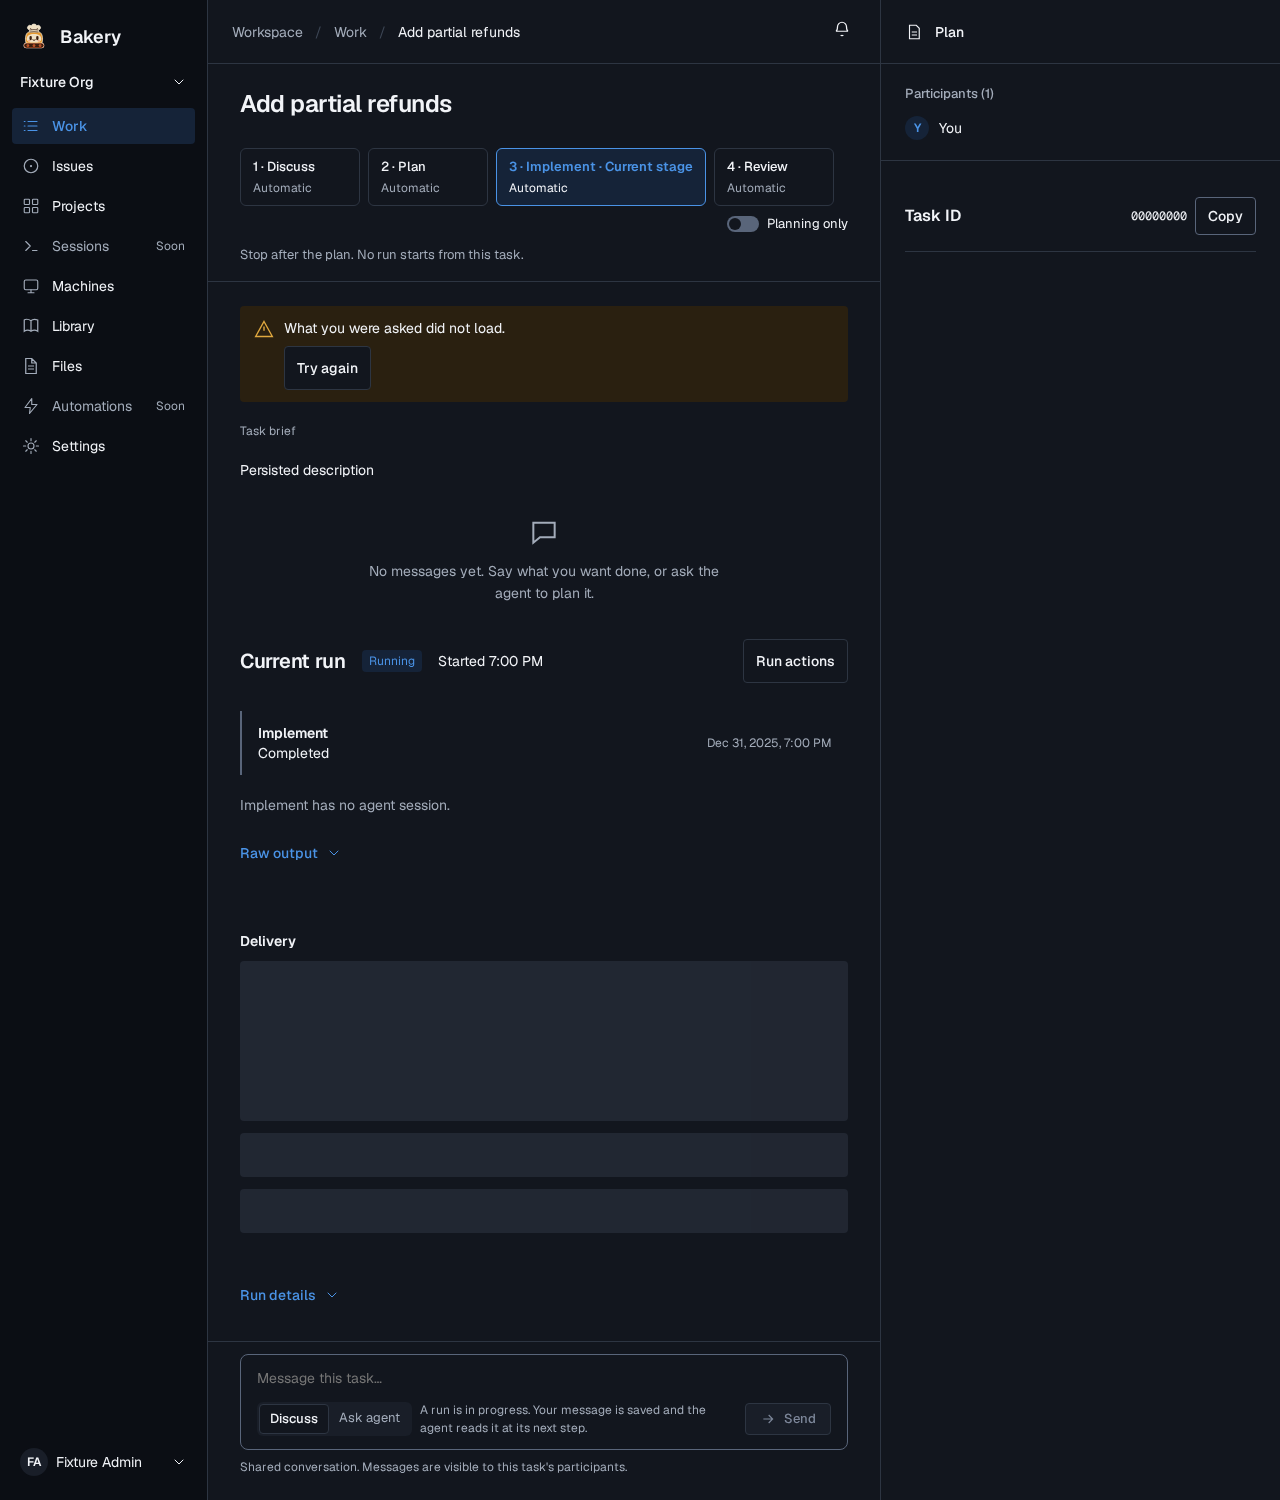 Bakery
Fixture Org
Work
Issues
Projects
Sessions Soon
Machines
Library
Files
Automations Soon
Settings
FA Fixture Admin
Workspace / Work / Add partial refunds
Add partial refunds
1 · Discuss
Automatic
2 · Plan
Automatic
3 · Implement · Current stage
Automatic
4 · Review
Automatic
Planning only
Stop after the plan. No run starts from this task.
What you were asked did not load.
Try again
Task brief
Persisted description
No messages yet. Say what you want done, or ask the
agent to plan it.
Current run Running Started 7:00 PM Run actions
Implement
Completed
Dec 31, 2025, 7:00 PM
Implement has no agent session.
Raw output
Delivery
Run details
Message this task...
Discuss Ask agent
A run is in progress. Your message is saved and the
agent reads it at its next step.
Send
Shared conversation. Messages are visible to this task's participants.
Plan
Participants (1)
Y You
Task ID 00000000 Copy